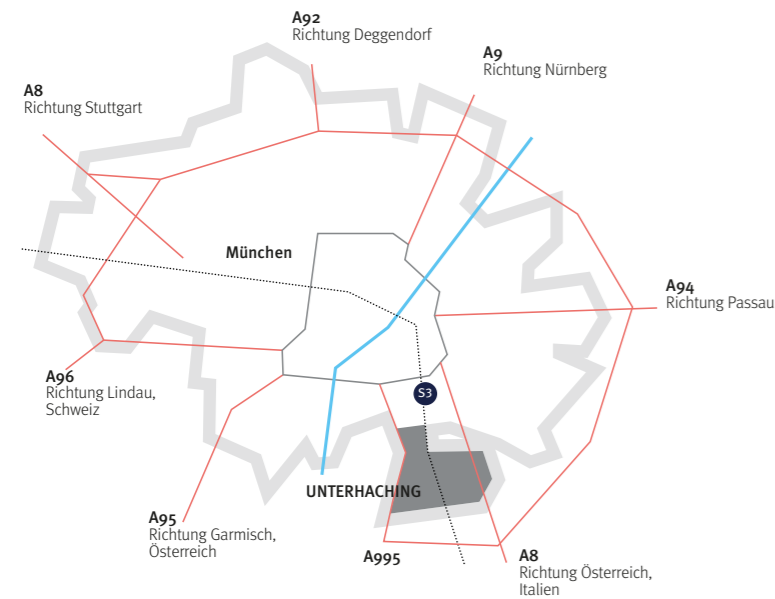 A92
Richtung Deggendorf
A9
Richtung Nürnberg
A8
Richtung Stuttgart
München
A94
Richtung Passau
A96
Richtung Lindau,
Schweiz
S3
UNTERHACHING
A95
Richtung Garmisch,
Österreich
A995
A8
Richtung Österreich,
Italien